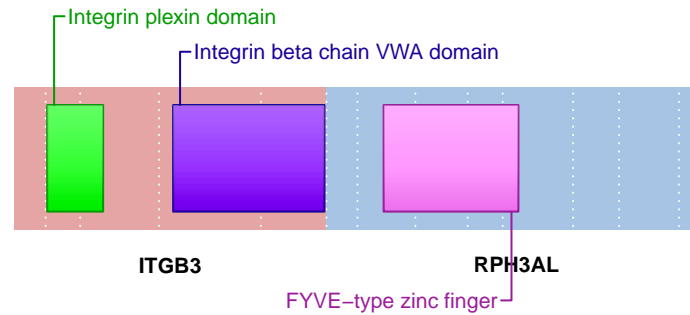 Integrin plexin domain
Integrin beta chain VWA domain
ITGB3
RPH3AL
FYVE−type zinc finger